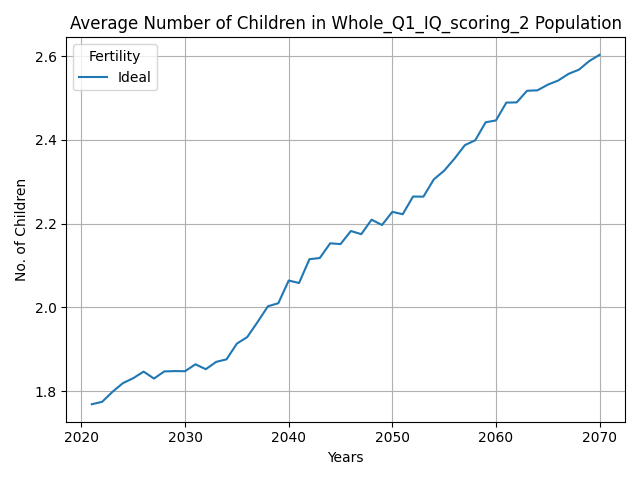 Average Number of Children in Whole_Q1_IQ_scoring_2 Population
Fertility
Ideal
No. of Children
2.6
2.4
2.2
2.0
1.8
2020 2030 2040 2050 2060 2070
Years